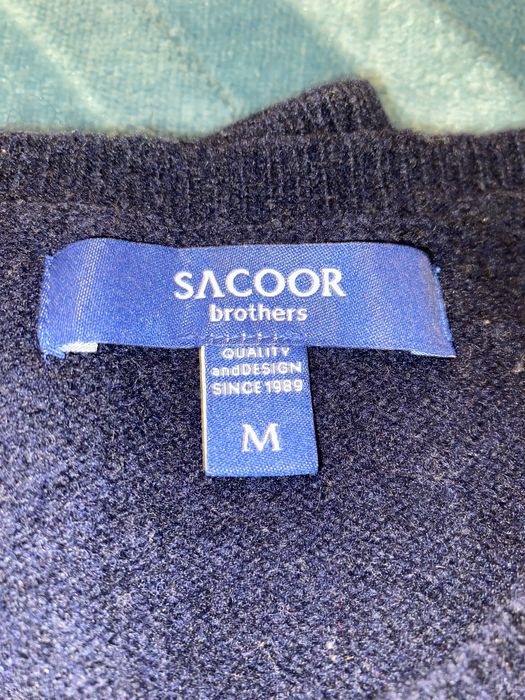 SACOOR
brothers
QUALITY
andDESIGN
SINCE 1989
M